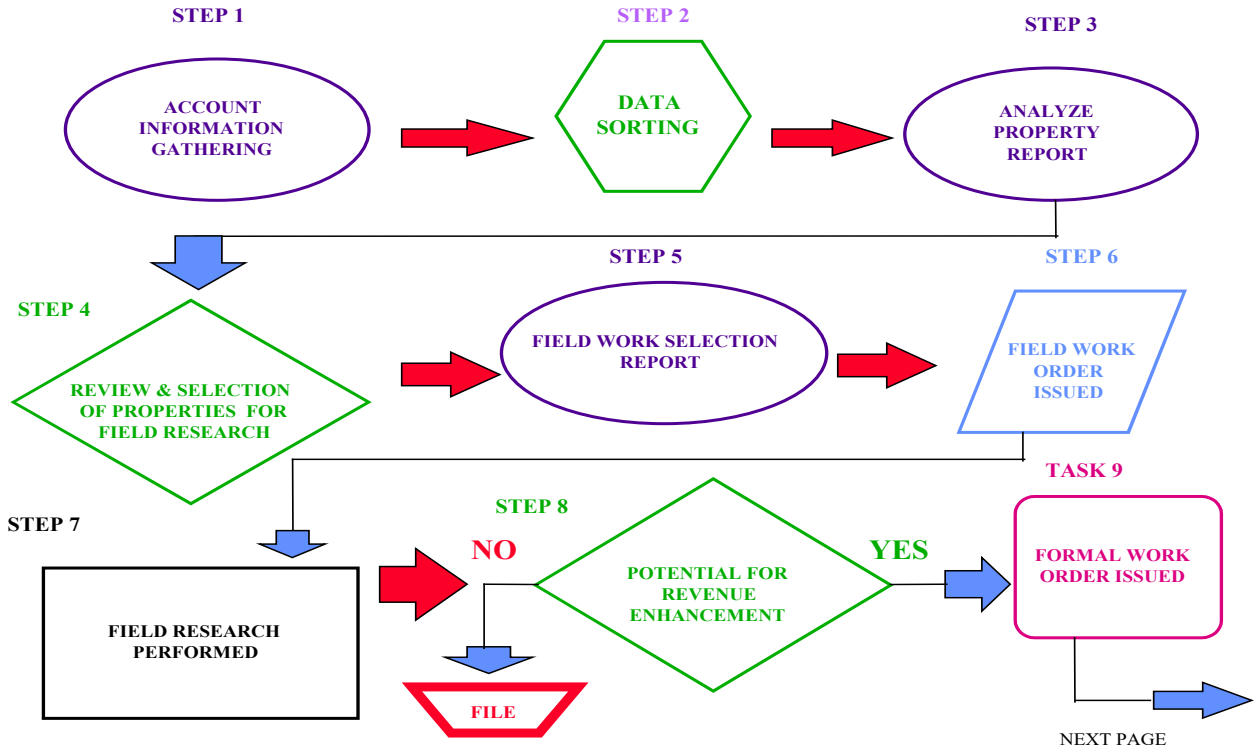 STEP 1
STEP 2
STEP 3
ACCOUNT
INFORMATION
GATHERING
DATA
SORTING
ANALYZE
PROPERTY
REPORT
STEP 4
STEP 5
STEP 6
REVIEW & SELECTION
OF PROPERTIES FOR
FIELD RESEARCH
FIELD WORK SELECTION
REPORT
FIELD WORK
ORDER
ISSUED
STEP 7
STEP 8
TASK 9
FIELD RESEARCH
PERFORMED
NO
POTENTIAL FOR
REVENUE
ENHANCEMENT
YES
FORMAL WORK
ORDER ISSUED
FILE
NEXT PAGE